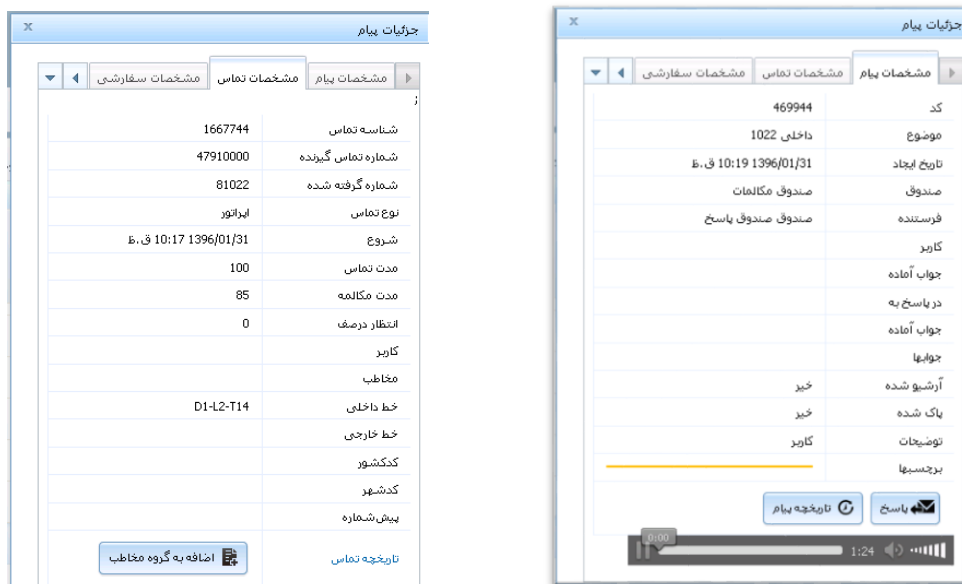 جزئیات پیام
x
مشخصات پیام
مشخصات تماس
مشخصات سفارشی
کد 469944
موضوع داخلی 1022
تاریخ ایجاد 1396/01/31 10:19 ق.ظ
صندوق صندوق مکالمات
فرستنده صندوق صندوق پاسخ
کاربر
جواب آماده
در پاسخ به
جواب آماده
جوابها
آرشیو شده خیر
پاک شده خیر
توضیحات کاربر
برچسبها
پاسخ
تاریخچه پیام
0:00
1:24
جزئیات پیام
x
مشخصات پیام
مشخصات تماس
مشخصات سفارشی
شناسه تماس 1667744
شماره تماس گیرنده 47910000
شماره گرفته شده 81022
نوع تماس اپراتور
شروع 1396/01/31 10:17 ق.ظ
مدت تماس 100
مدت مکالمه 85
انتظار درصف 0
کاربر
مخاطب
خط داخلی D1-L2-T14
خط خارجی
کدکشور
کدشهر
پیش شماره
تاریخچه تماس
اضافه به گروه مخاطب